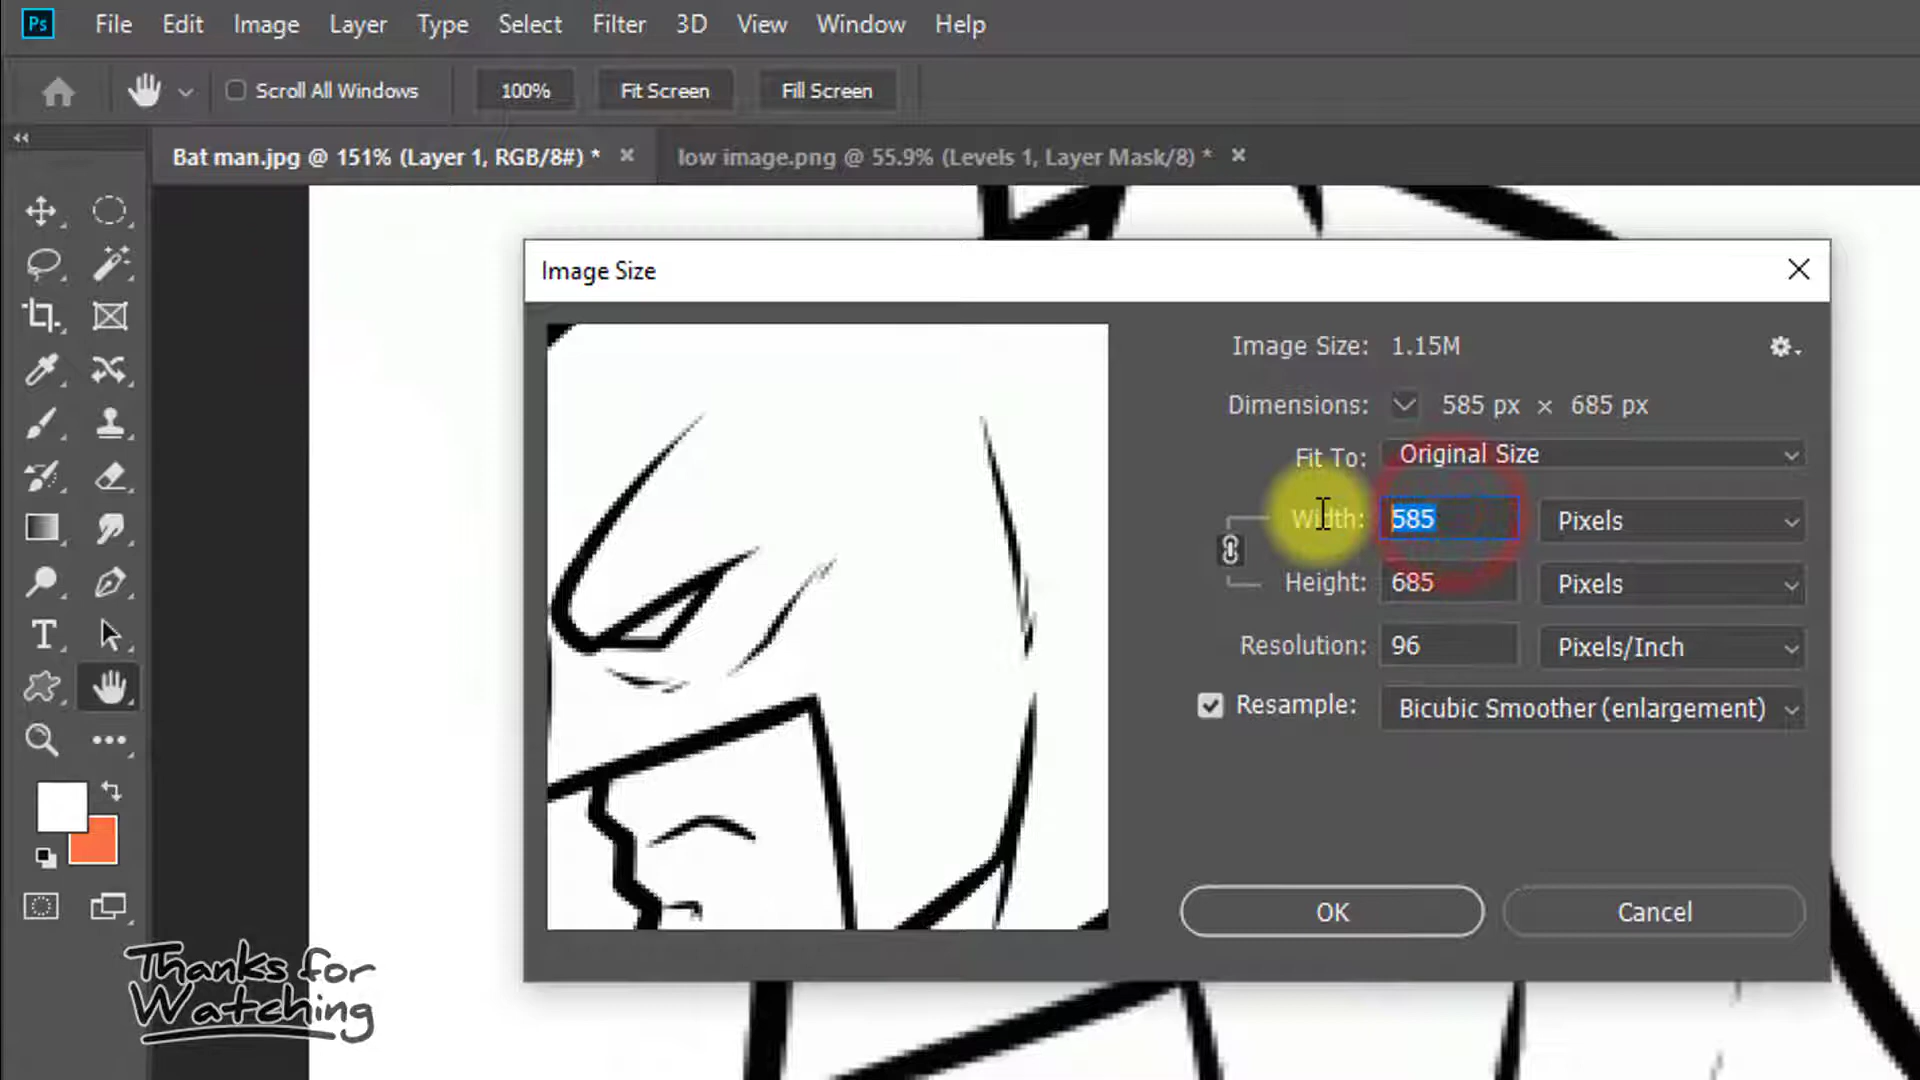 Ps File Edit Image Layer Type Select Filter 3D View Window Help
Scroll All Windows 100% Fit Screen Fill Screen
Bat man.jpg @ 151% (Layer 1, RGB/8#) * × low image.png @ 55.9% (Levels 1, Layer Mask/8) * ×
Image Size
Image Size: 1.15M
Dimensions: 585 px × 685 px
Fit To: Original Size
Width: 585 Pixels
Height: 685 Pixels
Resolution: 96 Pixels/Inch
Resample: Bicubic Smoother (enlargement)
OK Cancel
Thanks for
Watching